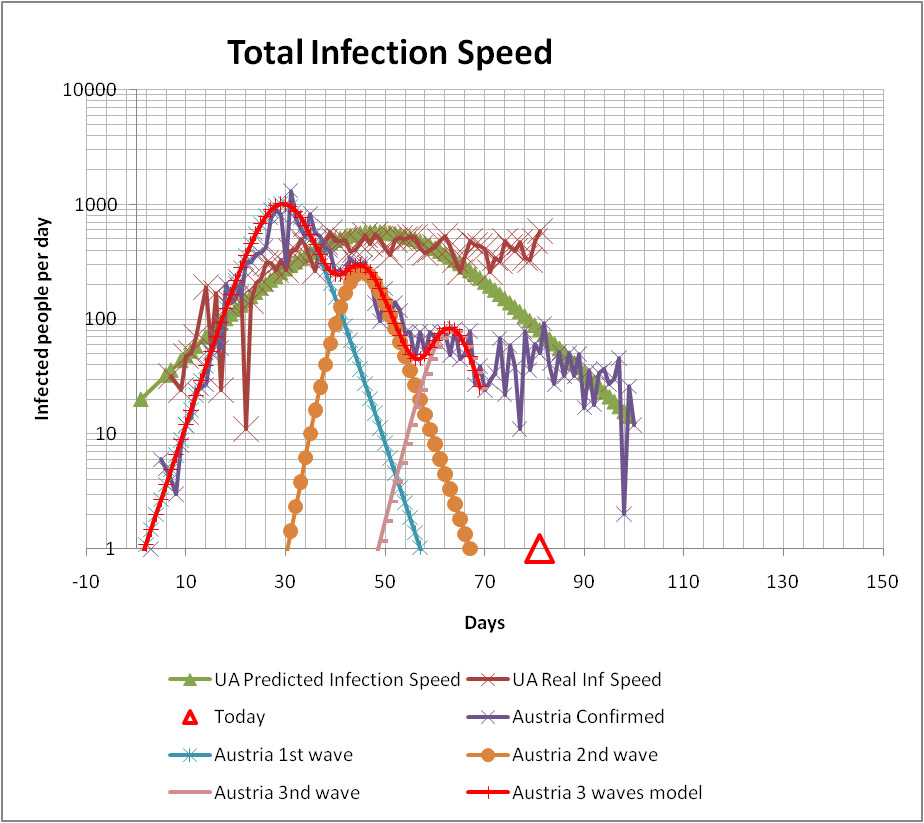 Total Infection Speed
10000
1000
100
10
1
Infected people per day
-10 10 30 50 70 90 110 130 150
Days
UA Predicted Infection Speed UA Real Inf Speed
Today Austria Confirmed
Austria 1st wave Austria 2nd wave
Austria 3nd wave Austria 3 waves model